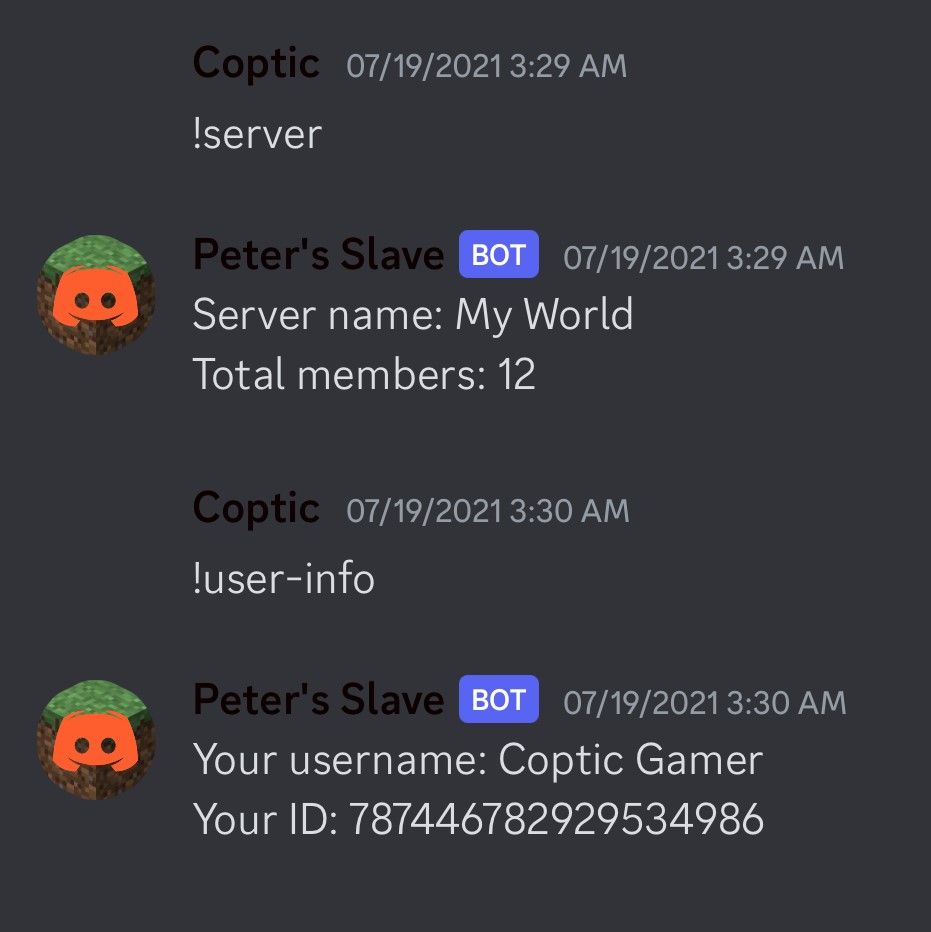 Coptic 07/19/2021 3:29 AM
!server
Peter's Slave BOT 07/19/2021 3:29 AM
Server name: My World
Total members: 12
Coptic 07/19/2021 3:30 AM
!user-info
Peter's Slave BOT 07/19/2021 3:30 AM
Your username: Coptic Gamer
Your ID: 787446782929534986